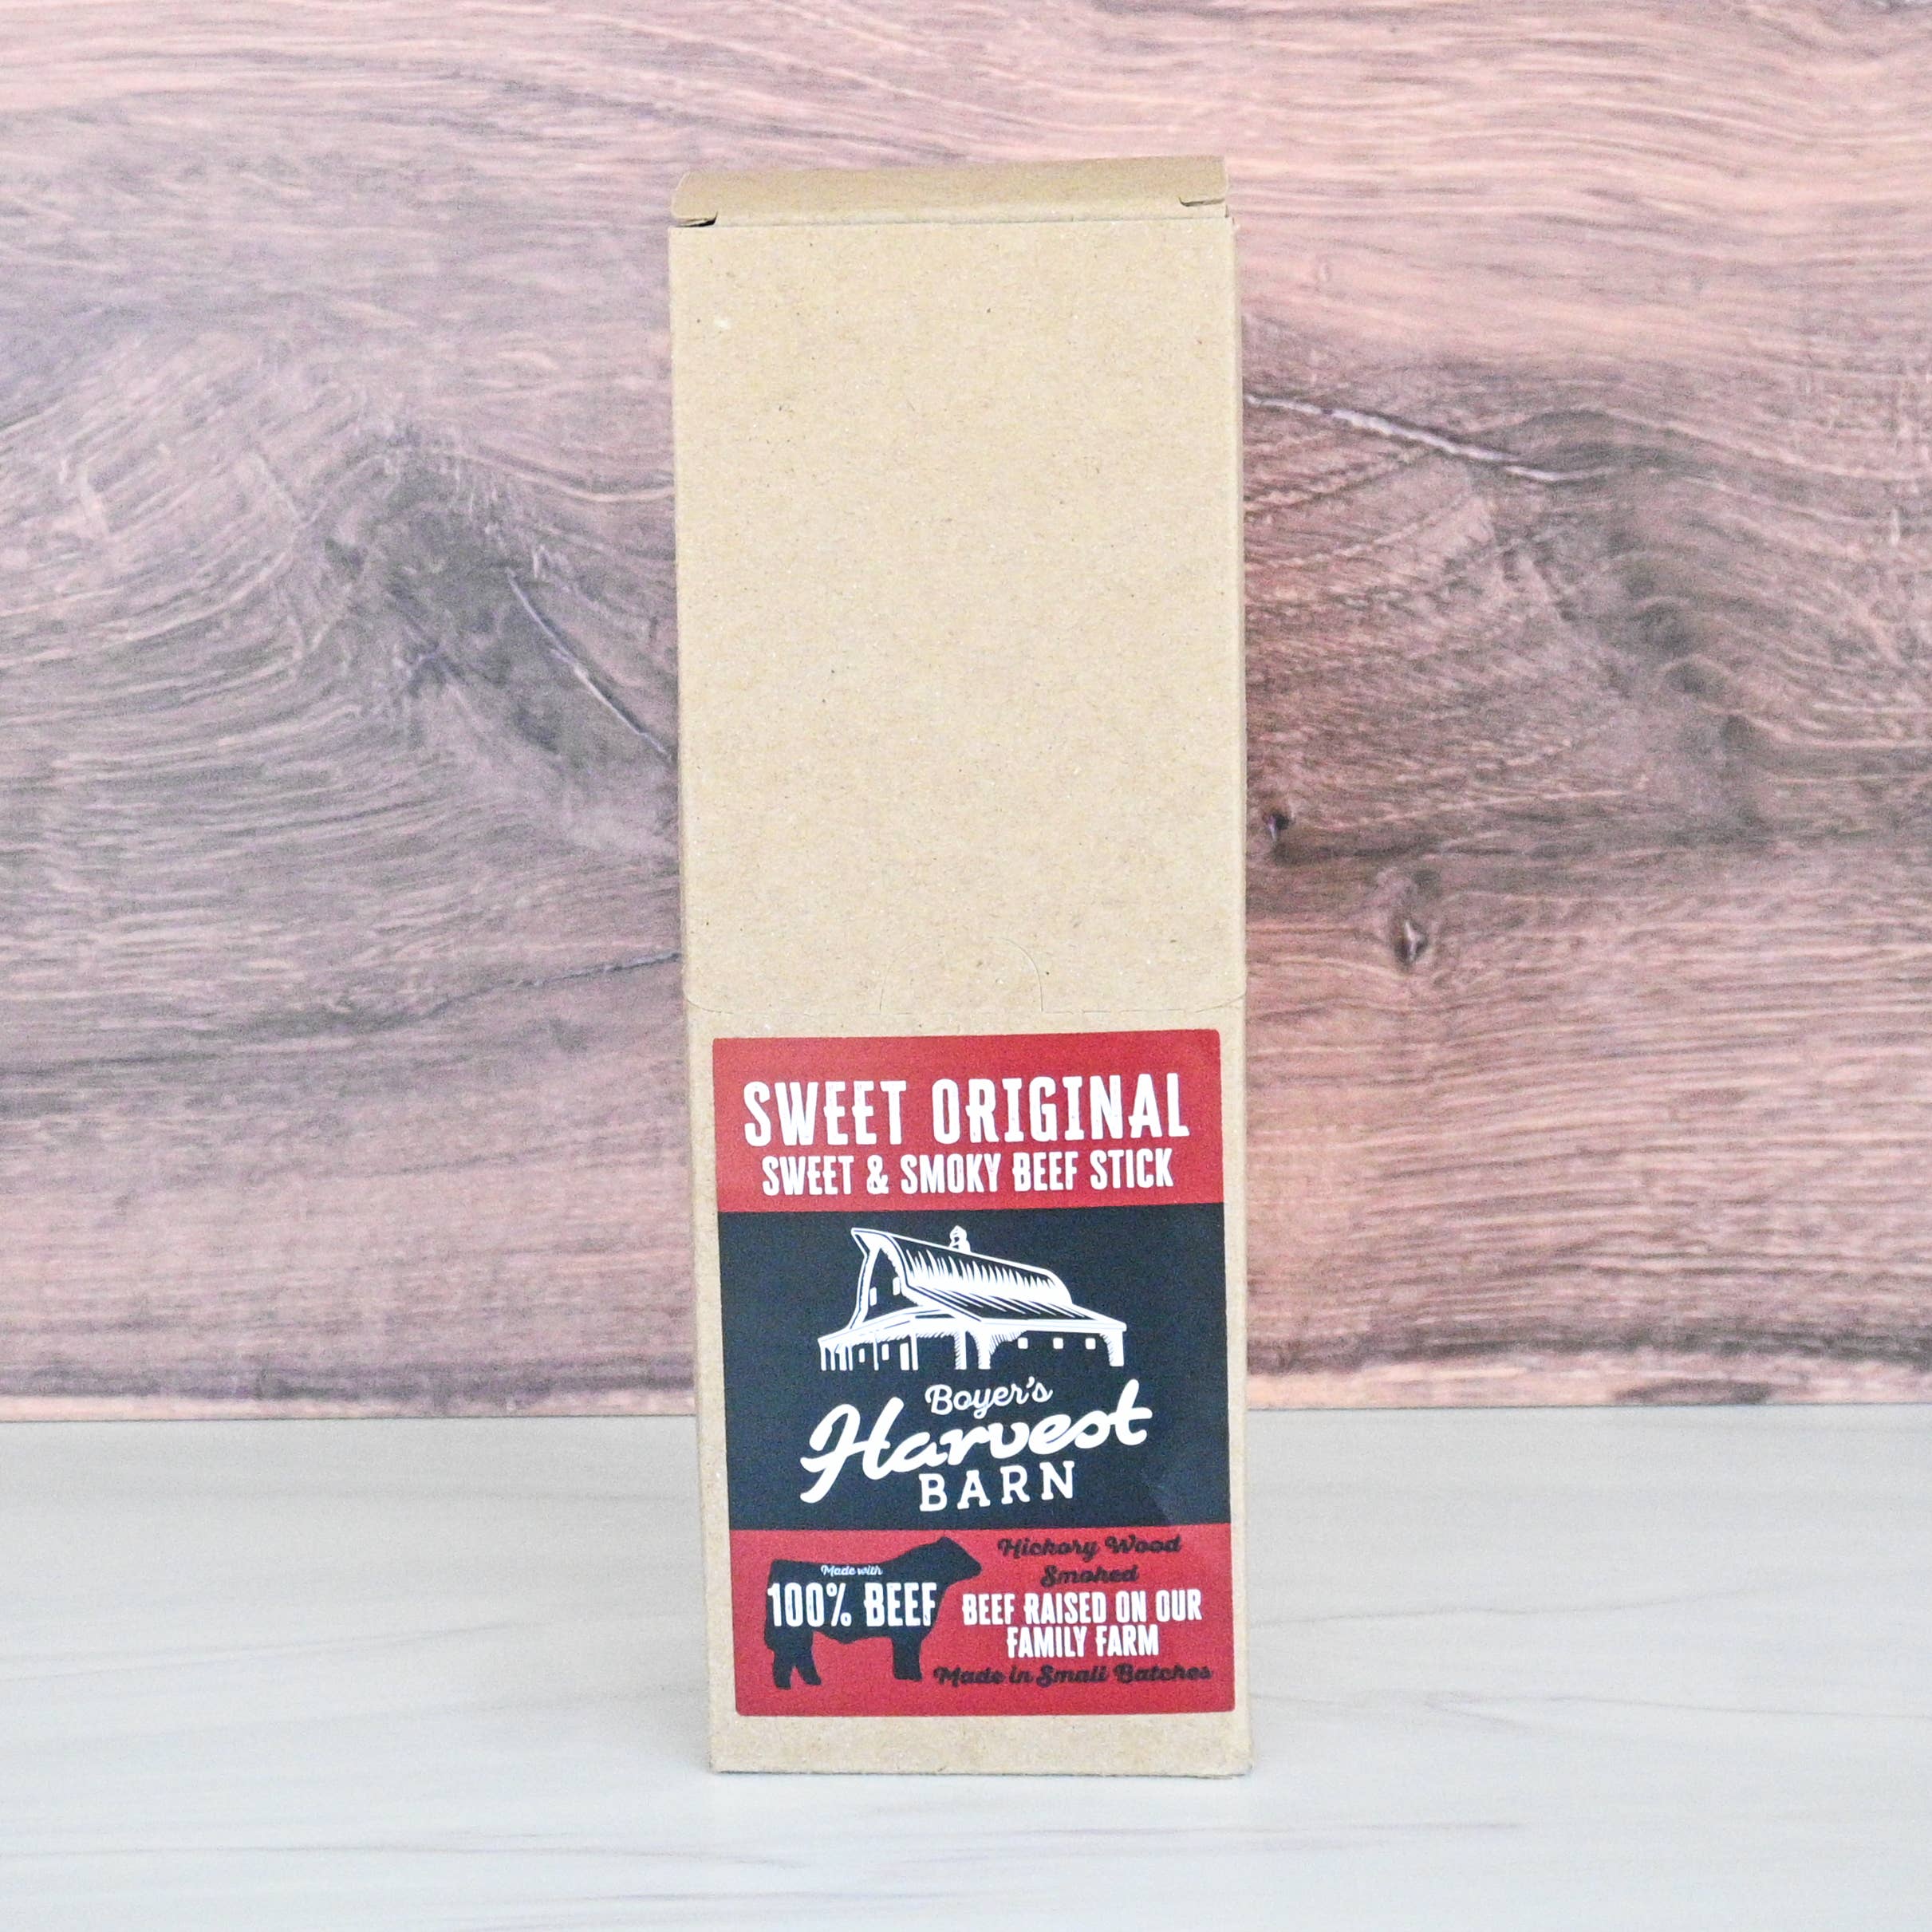 SWEET ORIGINAL
SWEET & SMOKY BEEF STICK
Boyer's
Harvest
BARN
Made with
100% BEEF
Hickory Wood
Smoked
BEEF RAISED ON OUR
FAMILY FARM
Made in Small Batches